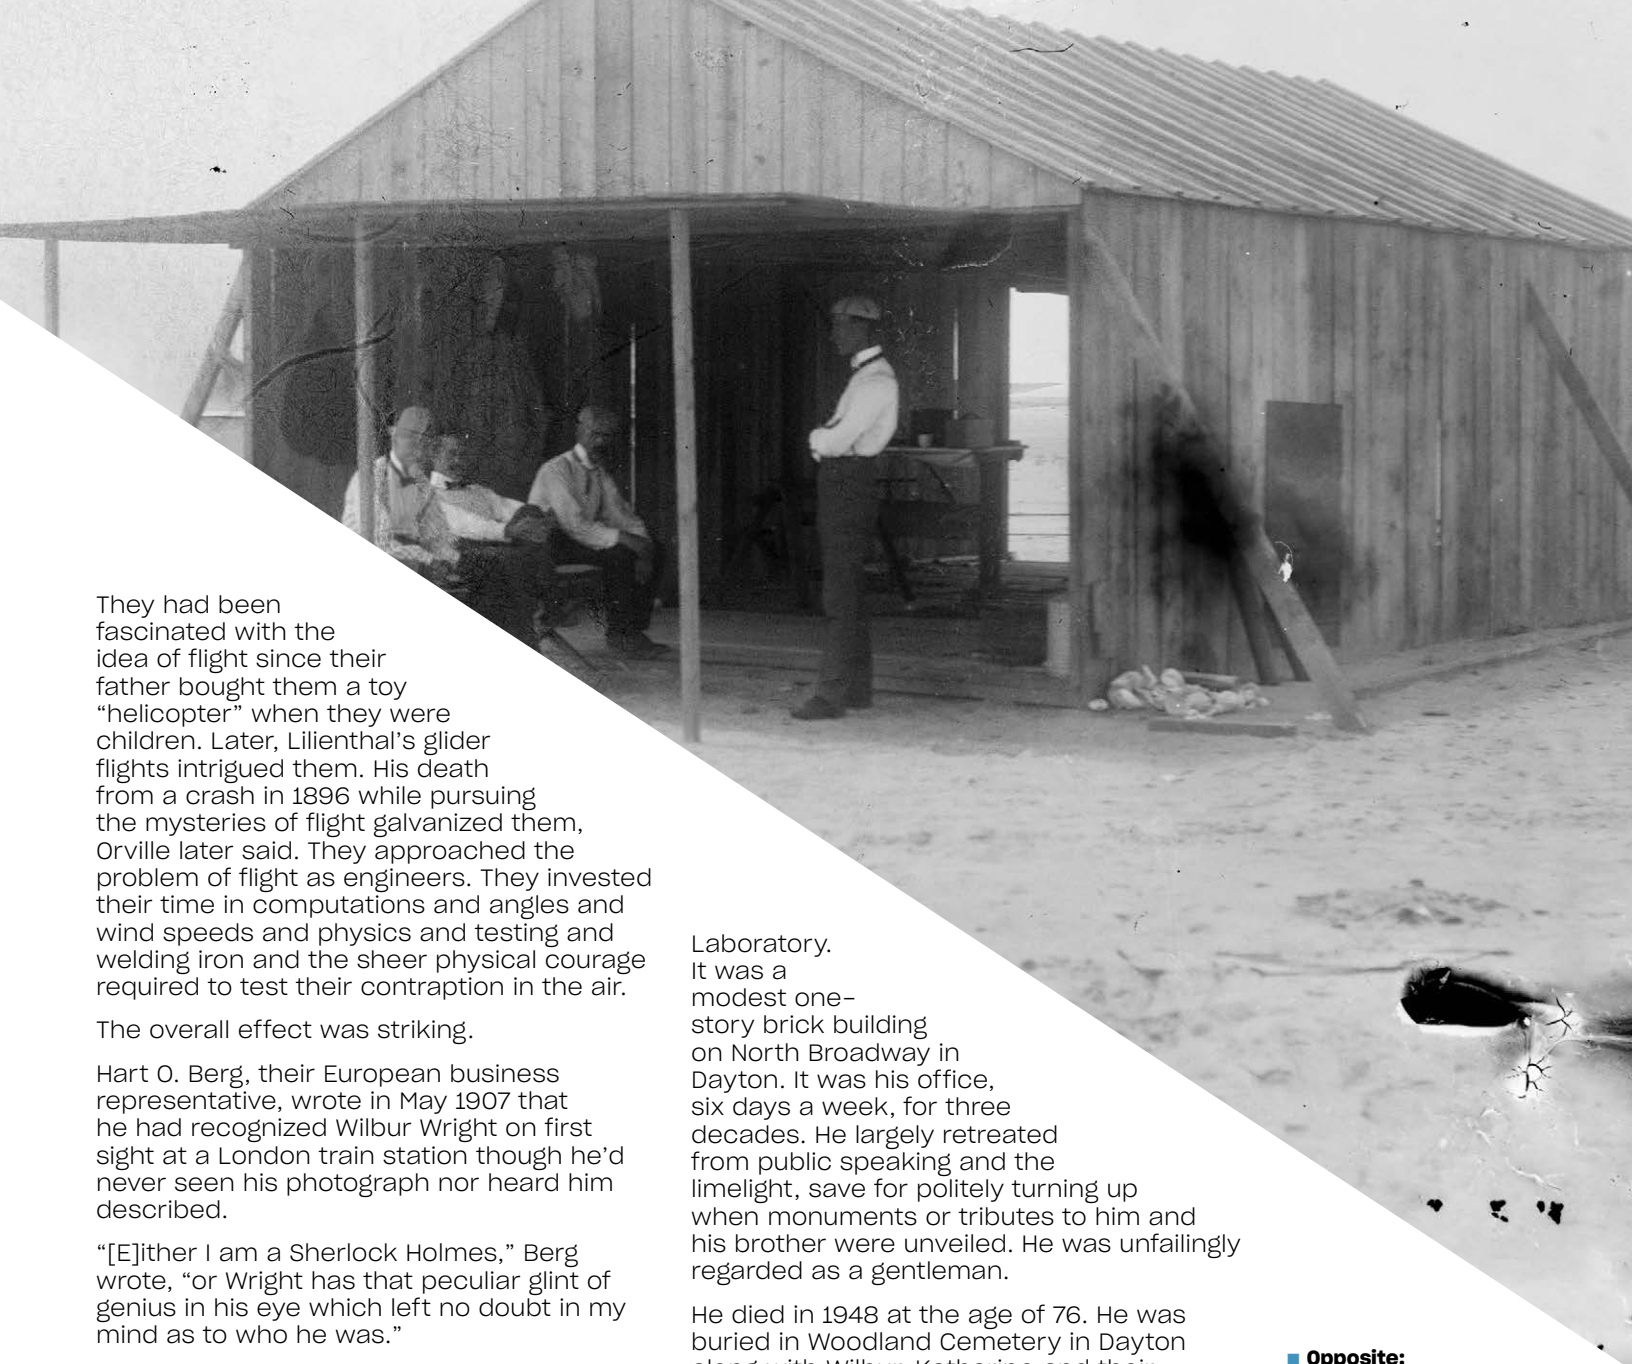 They had been
fascinated with the
idea of flight since their
father bought them a toy
“helicopter” when they were
children. Later, Lilienthal’s glider
flights intrigued them. His death
from a crash in 1896 while pursuing
the mysteries of flight galvanized them,
Orville later said. They approached the
problem of flight as engineers. They invested
their time in computations and angles and
wind speeds and physics and testing and
welding iron and the sheer physical courage
required to test their contraption in the air.
The overall effect was striking.
Hart O. Berg, their European business
representative, wrote in May 1907 that
he had recognized Wilbur Wright on first
sight at a London train station though he’d
never seen his photograph nor heard him
described.
“[E]ither I am a Sherlock Holmes,” Berg
wrote, “or Wright has that peculiar glint of
genius in his eye which left no doubt in my
mind as to who he was.”
Laboratory.
It was a
modest one-
story brick building
on North Broadway in
Dayton. It was his office,
six days a week, for three
decades. He largely retreated
from public speaking and the
limelight, save for politely turning up
when monuments or tributes to him and
his brother were unveiled. He was unfailingly
regarded as a gentleman.
He died in 1948 at the age of 76. He was
buried in Woodland Cemetery in Dayton
along with Wilbur, Katharine and their
Opposite: